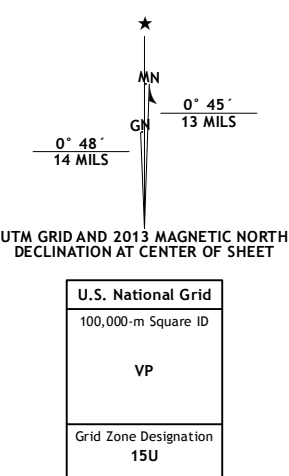 ★
MN
GN
0° 45´
13 MILS
0° 48´
14 MILS
UTM GRID AND 2013 MAGNETIC NORTH
DECLINATION AT CENTER OF SHEET
U.S. National Grid
100,000-m Square ID
VP
Grid Zone Designation
15U